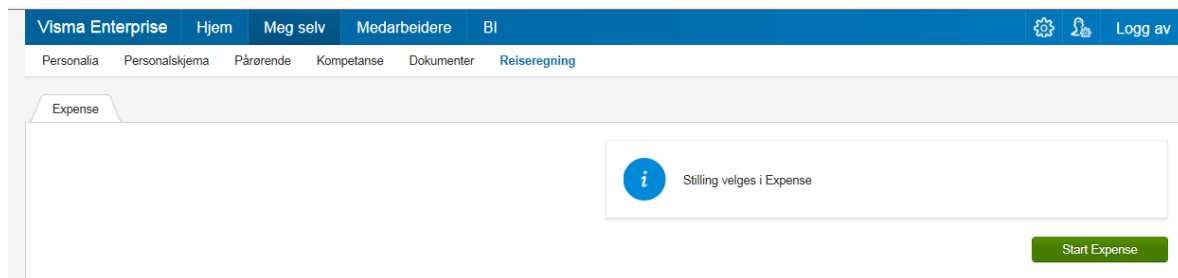 Visma Enterprise Hjem Meg selv Medarbeidere BI Logg av
Personalia Personalskjema Pårørende Kompetanse Dokumenter Reiseregning
Expense
i Stilling velges i Expense
Start Expense